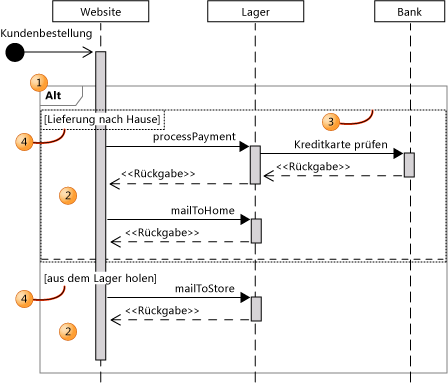 Website
Lager
Bank
Kundenbestellung
1
Alt
[Lieferung nach Hause]
3
4
processPayment
Kreditkarte prüfen
<<Rückgabe>>
<<Rückgabe>>
2
mailToHome
<<Rückgabe>>
[aus dem Lager holen]
4
mailToStore
<<Rückgabe>>
2